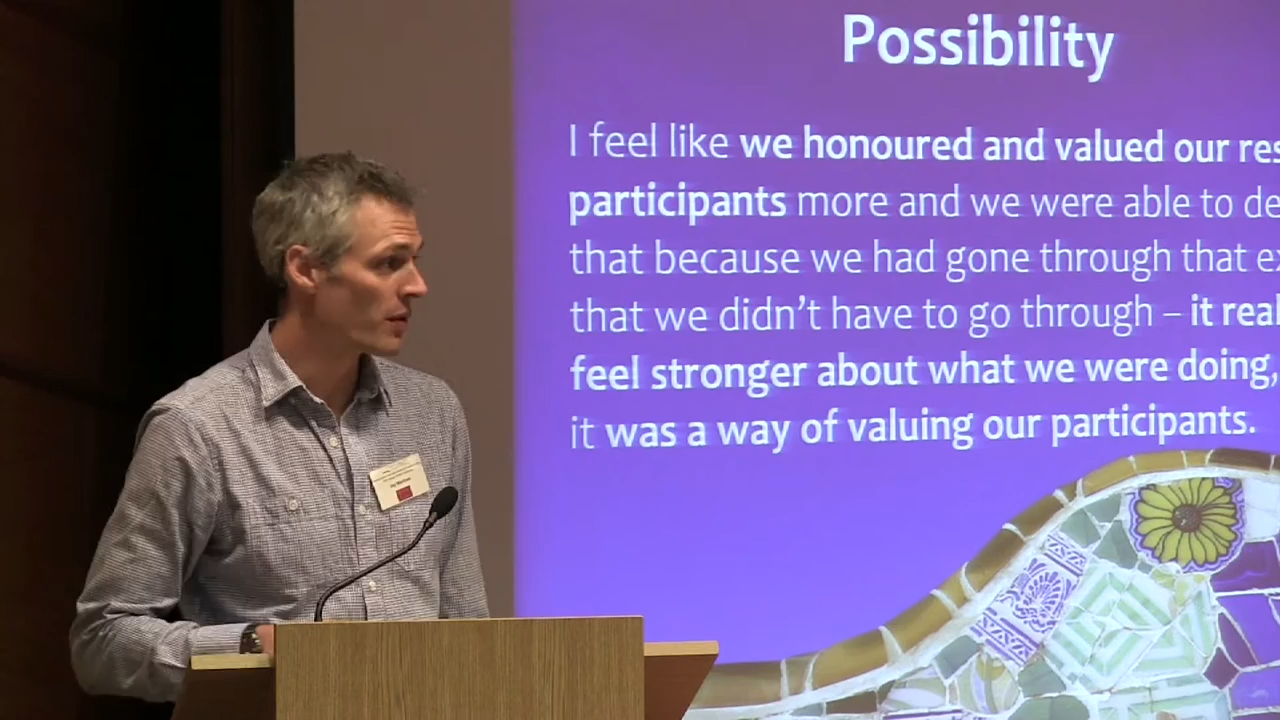 Possibility
I feel like we honoured and valued our res
participants more and we were able to de
that because we had gone through that ex
that we didn't have to go through – it real
feel stronger about what we were doing,
it was a way of valuing our participants.